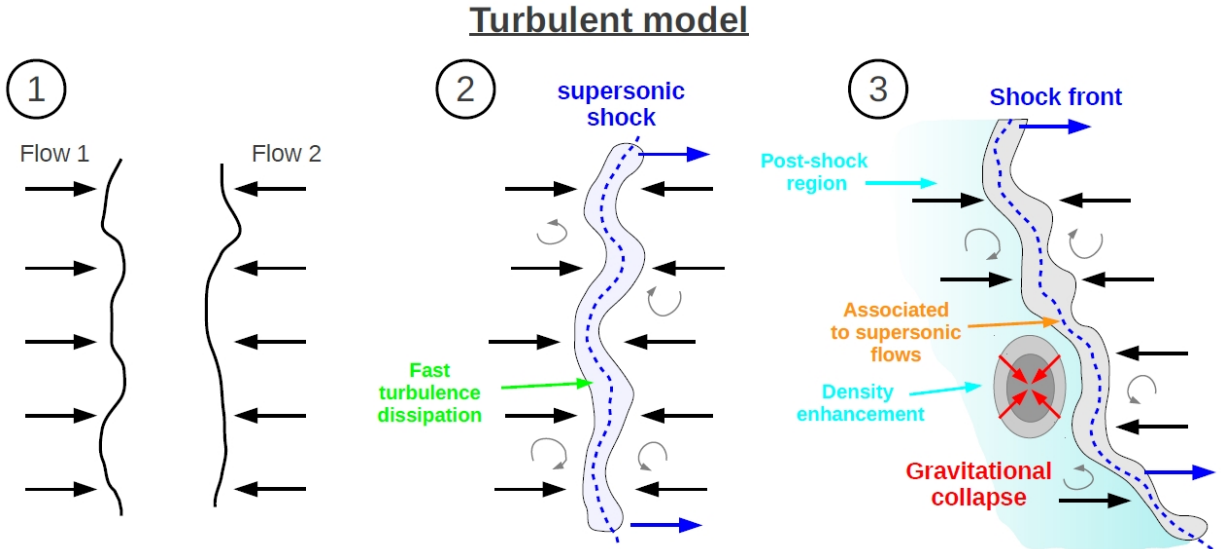 Turbulent model
1
Flow 1
Flow 2
2
supersonic
shock
Fast
turbulence
dissipation
3
Shock front
Post-shock
region
Associated
to supersonic
flows
Density
enhancement
Gravitational
collapse